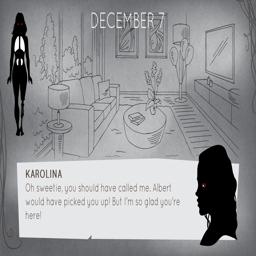 DECEMBER 7
KAROLINA
Oh sweetie, you should have called me. Albert
would have picked you up! But I'm so glad you're
here!